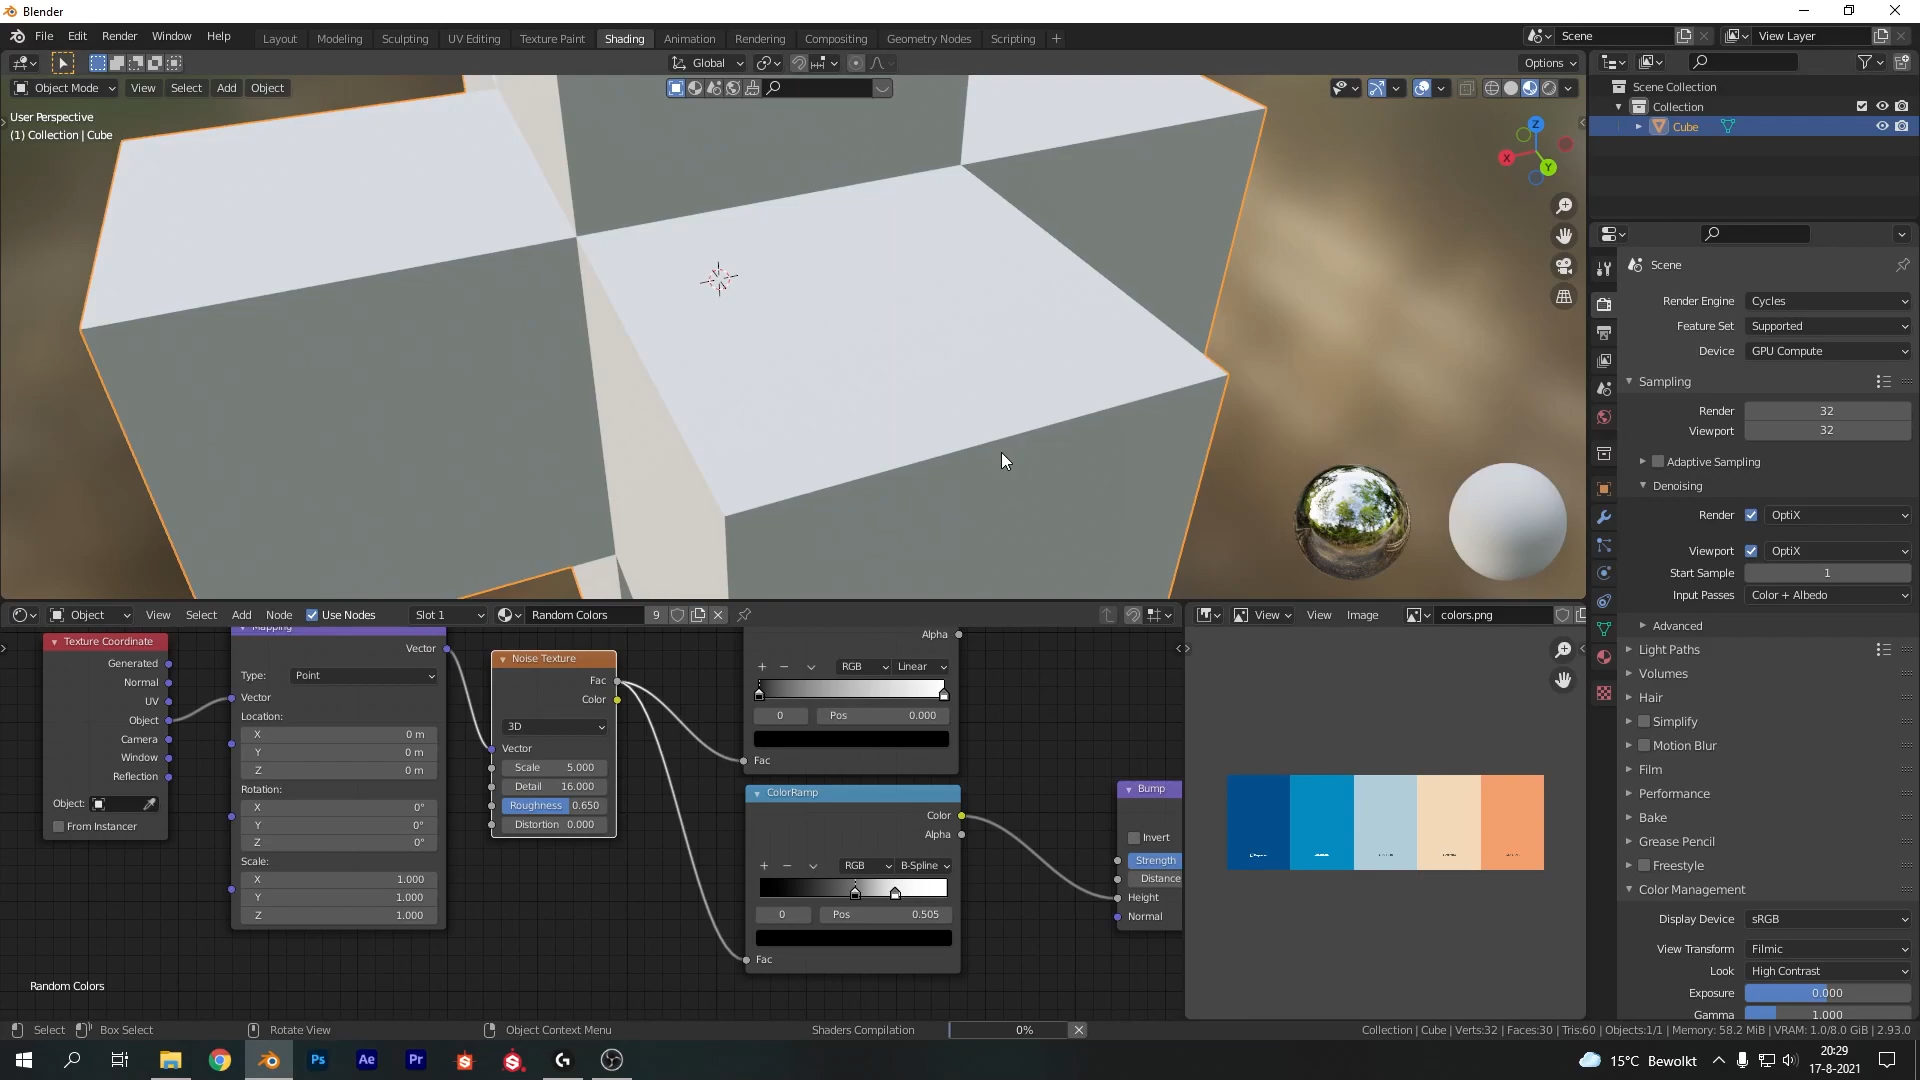 Blender
File Edit Render Window Help
Layout Modeling Sculpting UV Editing Texture Paint Shading Animation Rendering Compositing Geometry Nodes Scripting +
Scene
View Layer
Global
Options
Object Mode View Select Add Object
User Perspective
(1) Collection | Cube
Z
X
Y
Scene Collection
Collection
Cube
Scene
Render Engine Cycles
Feature Set Supported
Device GPU Compute
Sampling
Render 32
Viewport 32
Adaptive Sampling
Denoising
Render OptiX
Viewport OptiX
Start Sample 1
Input Passes Color + Albedo
Advanced
Light Paths
Volumes
Hair
Simplify
Motion Blur
Film
Performance
Bake
Grease Pencil
Freestyle
Color Management
Display Device sRGB
View Transform Filmic
Look High Contrast
Exposure 0.000
Gamma 1.000
Object View Select Add Node Use Nodes Slot 1 Random Colors 9
View View Image colors.png
Texture Coordinate
Generated
Normal
UV
Object
Camera
Window
Reflection
Object:
From Instancer
Mapping
Vector
Type: Point
Vector
Location:
X 0 m
Y 0 m
Z 0 m
Rotation:
X 0°
Y 0°
Z 0°
Scale:
X 1.000
Y 1.000
Z 1.000
Noise Texture
Fac
Color
3D
Vector
Scale 5.000
Detail 16.000
Roughness 0.650
Distortion 0.000
Alpha
RGB Linear
0 Pos 0.000
Fac
ColorRamp
Color
Alpha
RGB B-Spline
0 Pos 0.505
Fac
Bump
Invert
Strength
Distance
Height
Normal
Random Colors
Select Box Select Rotate View Object Context Menu Shaders Compilation 0% Collection | Cube | Verts:32 | Faces:30 | Tris:60 | Objects:1/1 | Memory: 58.2 MiB | VRAM: 1.0/8.0 GiB | 2.93.0
Ps Ae Pr
15°C Bewolkt
20:29
17-8-2021